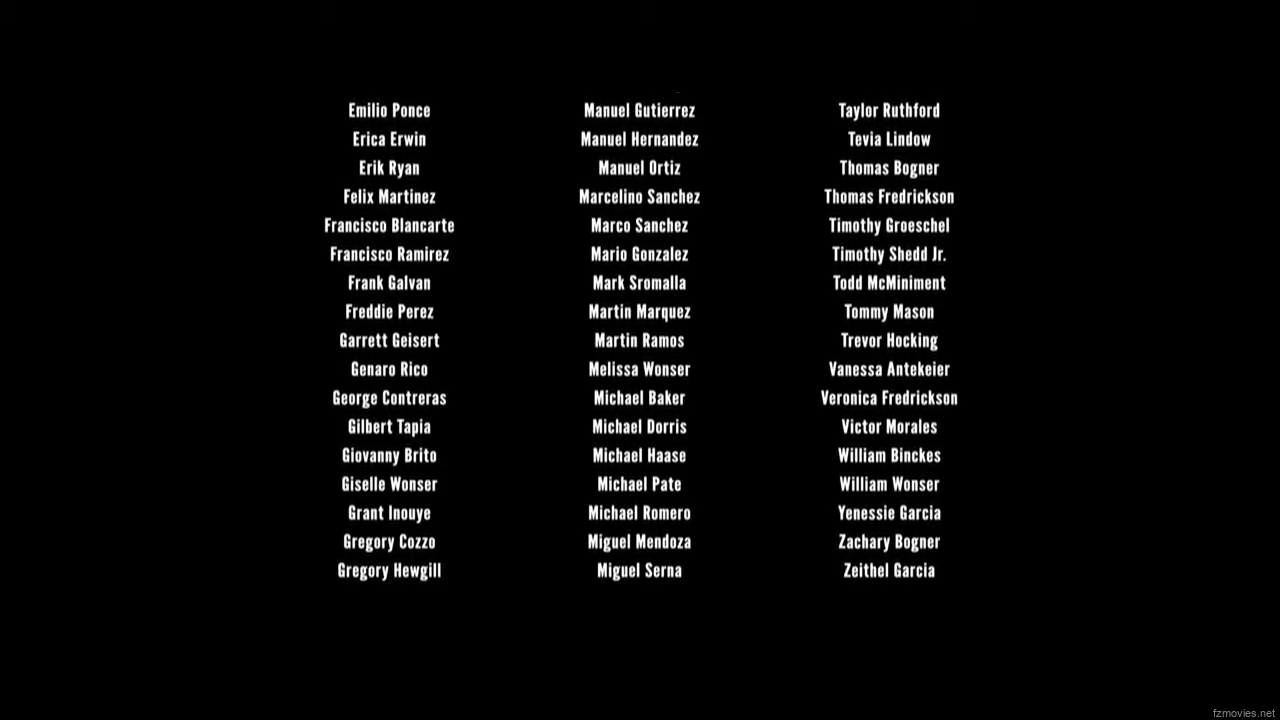 Emilio Ponce
Erica Erwin
Erik Ryan
Felix Martinez
Francisco Blancarte
Francisco Ramirez
Frank Galvan
Freddie Perez
Garrett Geisert
Genaro Rico
George Contreras
Gilbert Tapia
Giovanny Brito
Giselle Wonser
Grant Inouye
Gregory Cozzo
Gregory Hewgill
Manuel Gutierrez
Manuel Hernandez
Manuel Ortiz
Marcelino Sanchez
Marco Sanchez
Mario Gonzalez
Mark Sromalla
Martin Marquez
Martin Ramos
Melissa Wonser
Michael Baker
Michael Dorris
Michael Haase
Michael Pate
Michael Romero
Miguel Mendoza
Miguel Serna
Taylor Ruthford
Tevia Lindow
Thomas Bogner
Thomas Fredrickson
Timothy Groeschel
Timothy Shedd Jr.
Todd McMiniment
Tommy Mason
Trevor Hocking
Vanessa Antekeier
Veronica Fredrickson
Victor Morales
William Binckes
William Wonser
Yenessie Garcia
Zachary Bogner
Zeithel Garcia
fzmovies.net